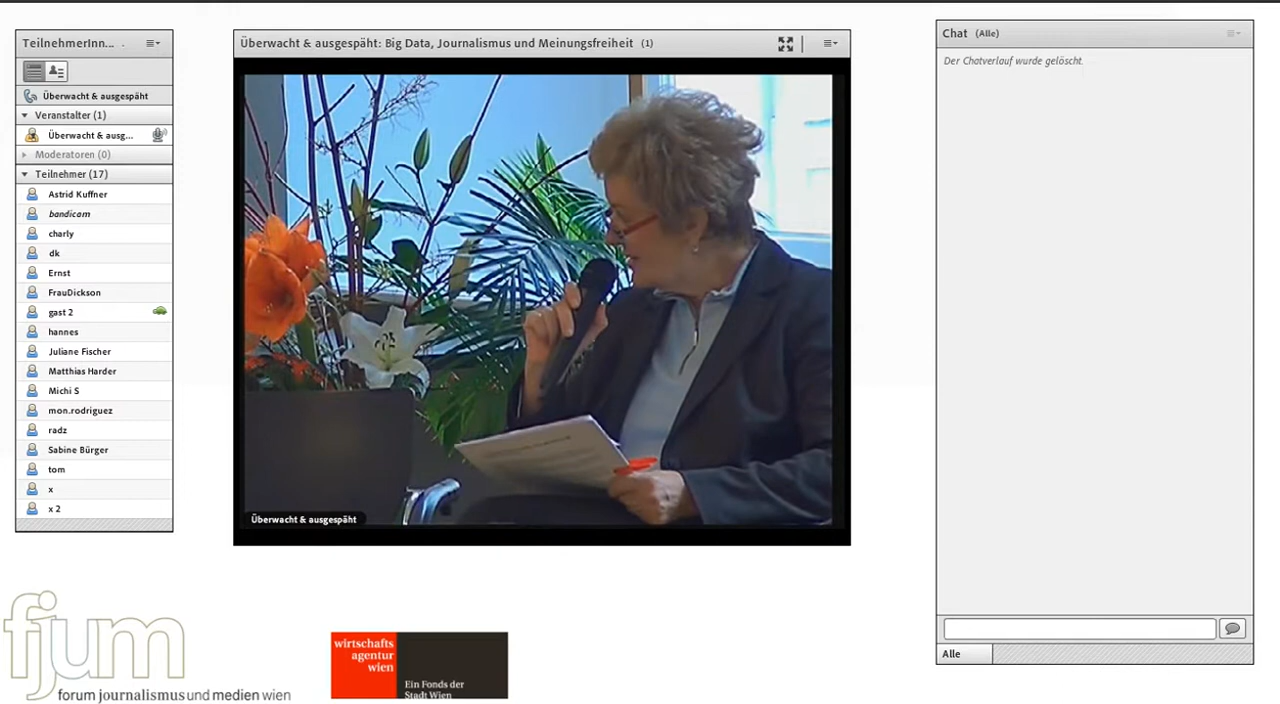 TeilnehmerInn... .
Überwacht & ausgespäht
Veranstalter (1)
Überwacht & ausg...
Moderatoren (0)
Teilnehmer (17)
Astrid Kuffner
bandicam
charly
dk
Ernst
FrauDickson
gast 2
hannes
Juliane Fischer
Matthias Harder
Michi S
mon.rodriguez
radz
Sabine Bürger
tom
x
x 2
Überwacht & ausgespäht: Big Data, Journalismus und Meinungsfreiheit (1)
Überwacht & ausgespäht
Chat (Alle)
Der Chatverlauf wurde gelöscht.
Alle
fjum
forum journalismus und medien wien
wirtschafts
agentur
wien
Ein Fonds der
Stadt Wien